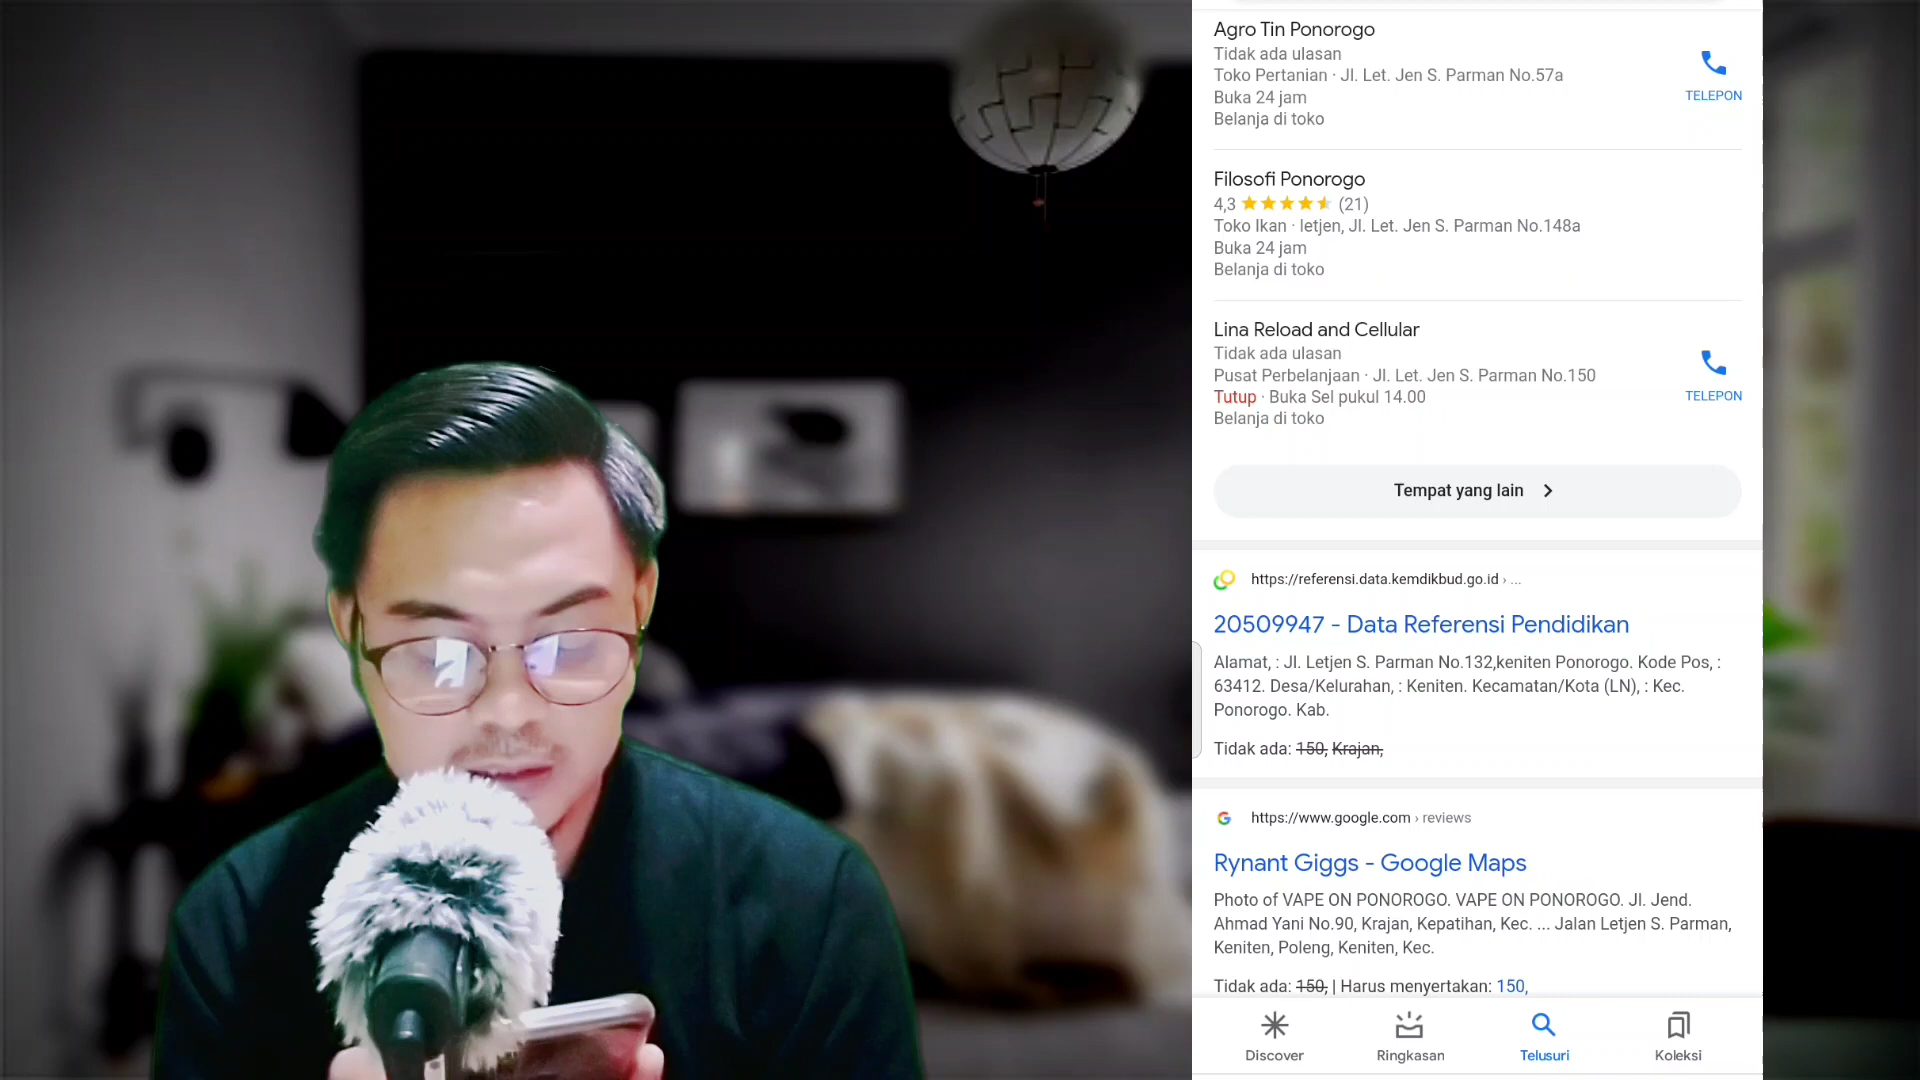 Agro Tin Ponorogo
Tidak ada ulasan
Toko Pertanian · Jl. Let. Jen S. Parman No.57a
Buka 24 jam
Belanja di toko
TELEPON
Filosofi Ponorogo
4,3 (21)
Toko Ikan · letjen, Jl. Let. Jen S. Parman No.148a
Buka 24 jam
Belanja di toko
Lina Reload and Cellular
Tidak ada ulasan
Pusat Perbelanjaan · Jl. Let. Jen S. Parman No.150
Tutup · Buka Sel pukul 14.00
Belanja di toko
TELEPON
Tempat yang lain
https://referensi.data.kemdikbud.go.id › ...
20509947 - Data Referensi Pendidikan
Alamat, : Jl. Letjen S. Parman No.132,keniten Ponorogo. Kode Pos, :
63412. Desa/Kelurahan, : Keniten. Kecamatan/Kota (LN), : Kec.
Ponorogo. Kab.
Tidak ada: 150, Krajan,
https://www.google.com › reviews
Rynant Giggs - Google Maps
Photo of VAPE ON PONOROGO. VAPE ON PONOROGO. Jl. Jend.
Ahmad Yani No.90, Krajan, Kepatihan, Kec. ... Jalan Letjen S. Parman,
Keniten, Poleng, Keniten, Kec.
Tidak ada: 150, | Harus menyertakan: 150,
Discover
Ringkasan
Telusuri
Koleksi